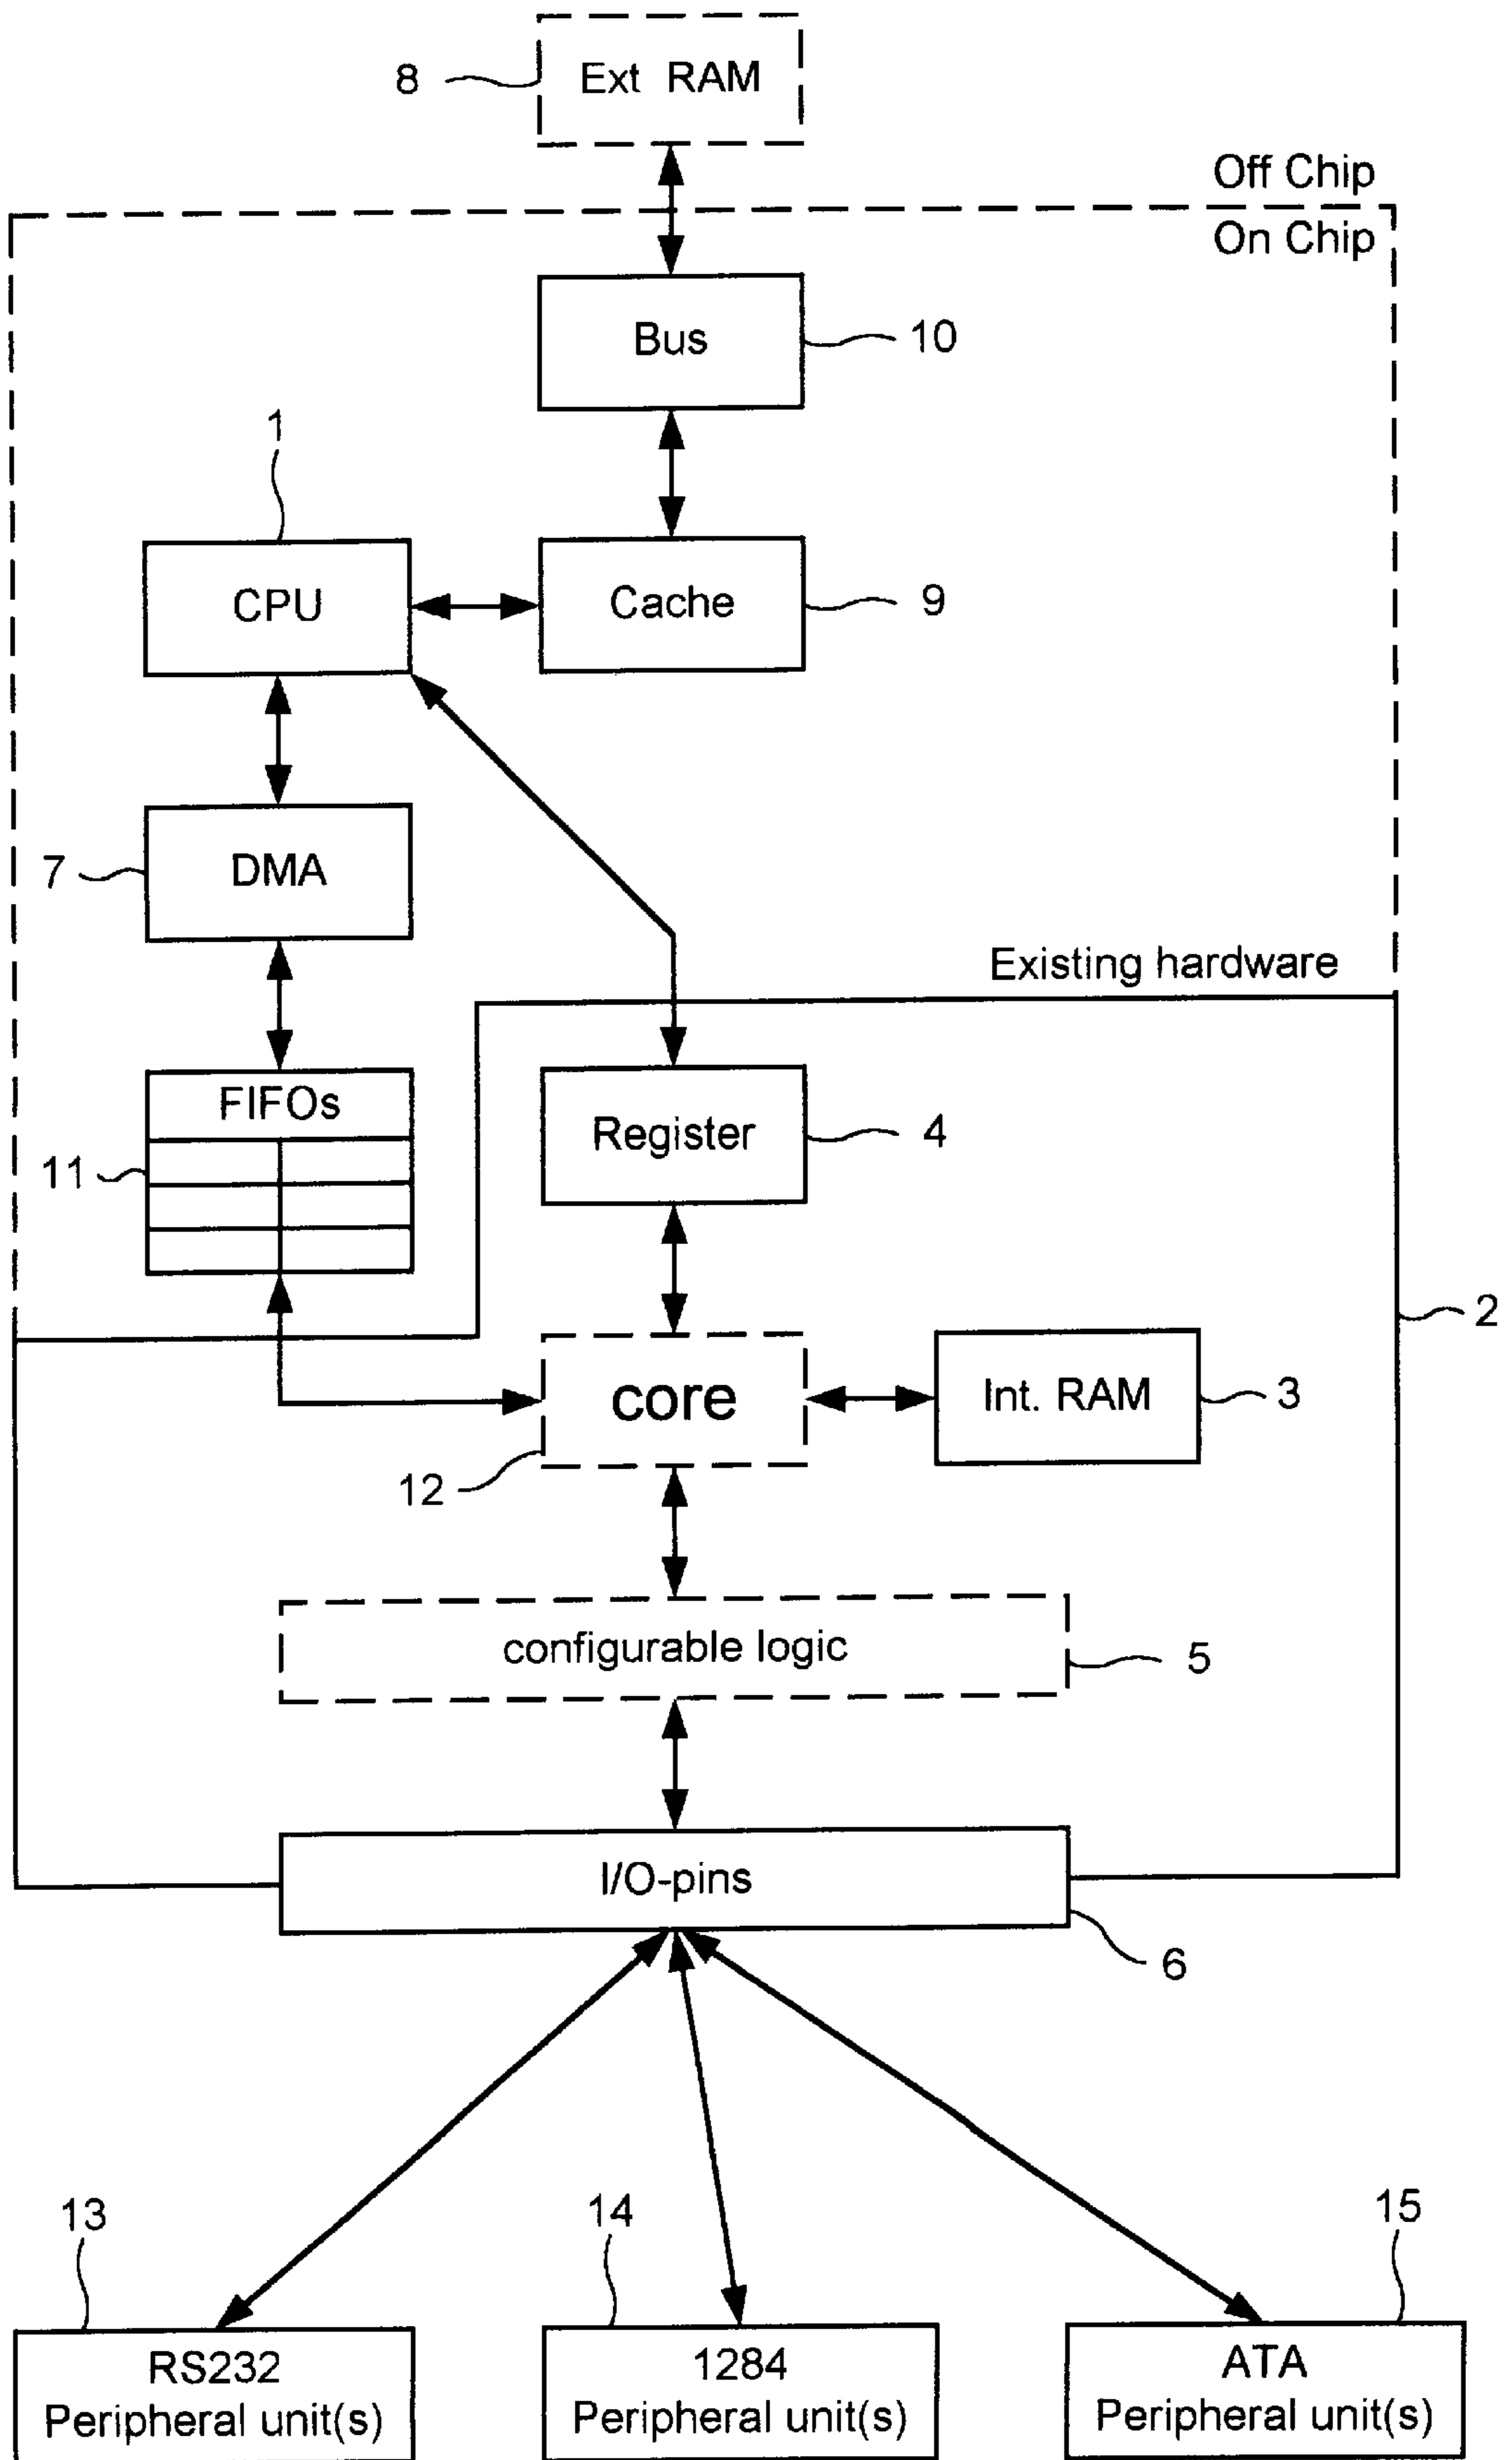 8
Ext RAM
Off Chip
On Chip
Bus
10
1
CPU
Cache
9
7
DMA
Existing hardware
FIFOs
11
Register
4
2
core
Int. RAM
3
12
configurable logic
5
I/O-pins
6
13
14
15
RS232
Peripheral unit(s)
1284
Peripheral unit(s)
ATA
Peripheral unit(s)